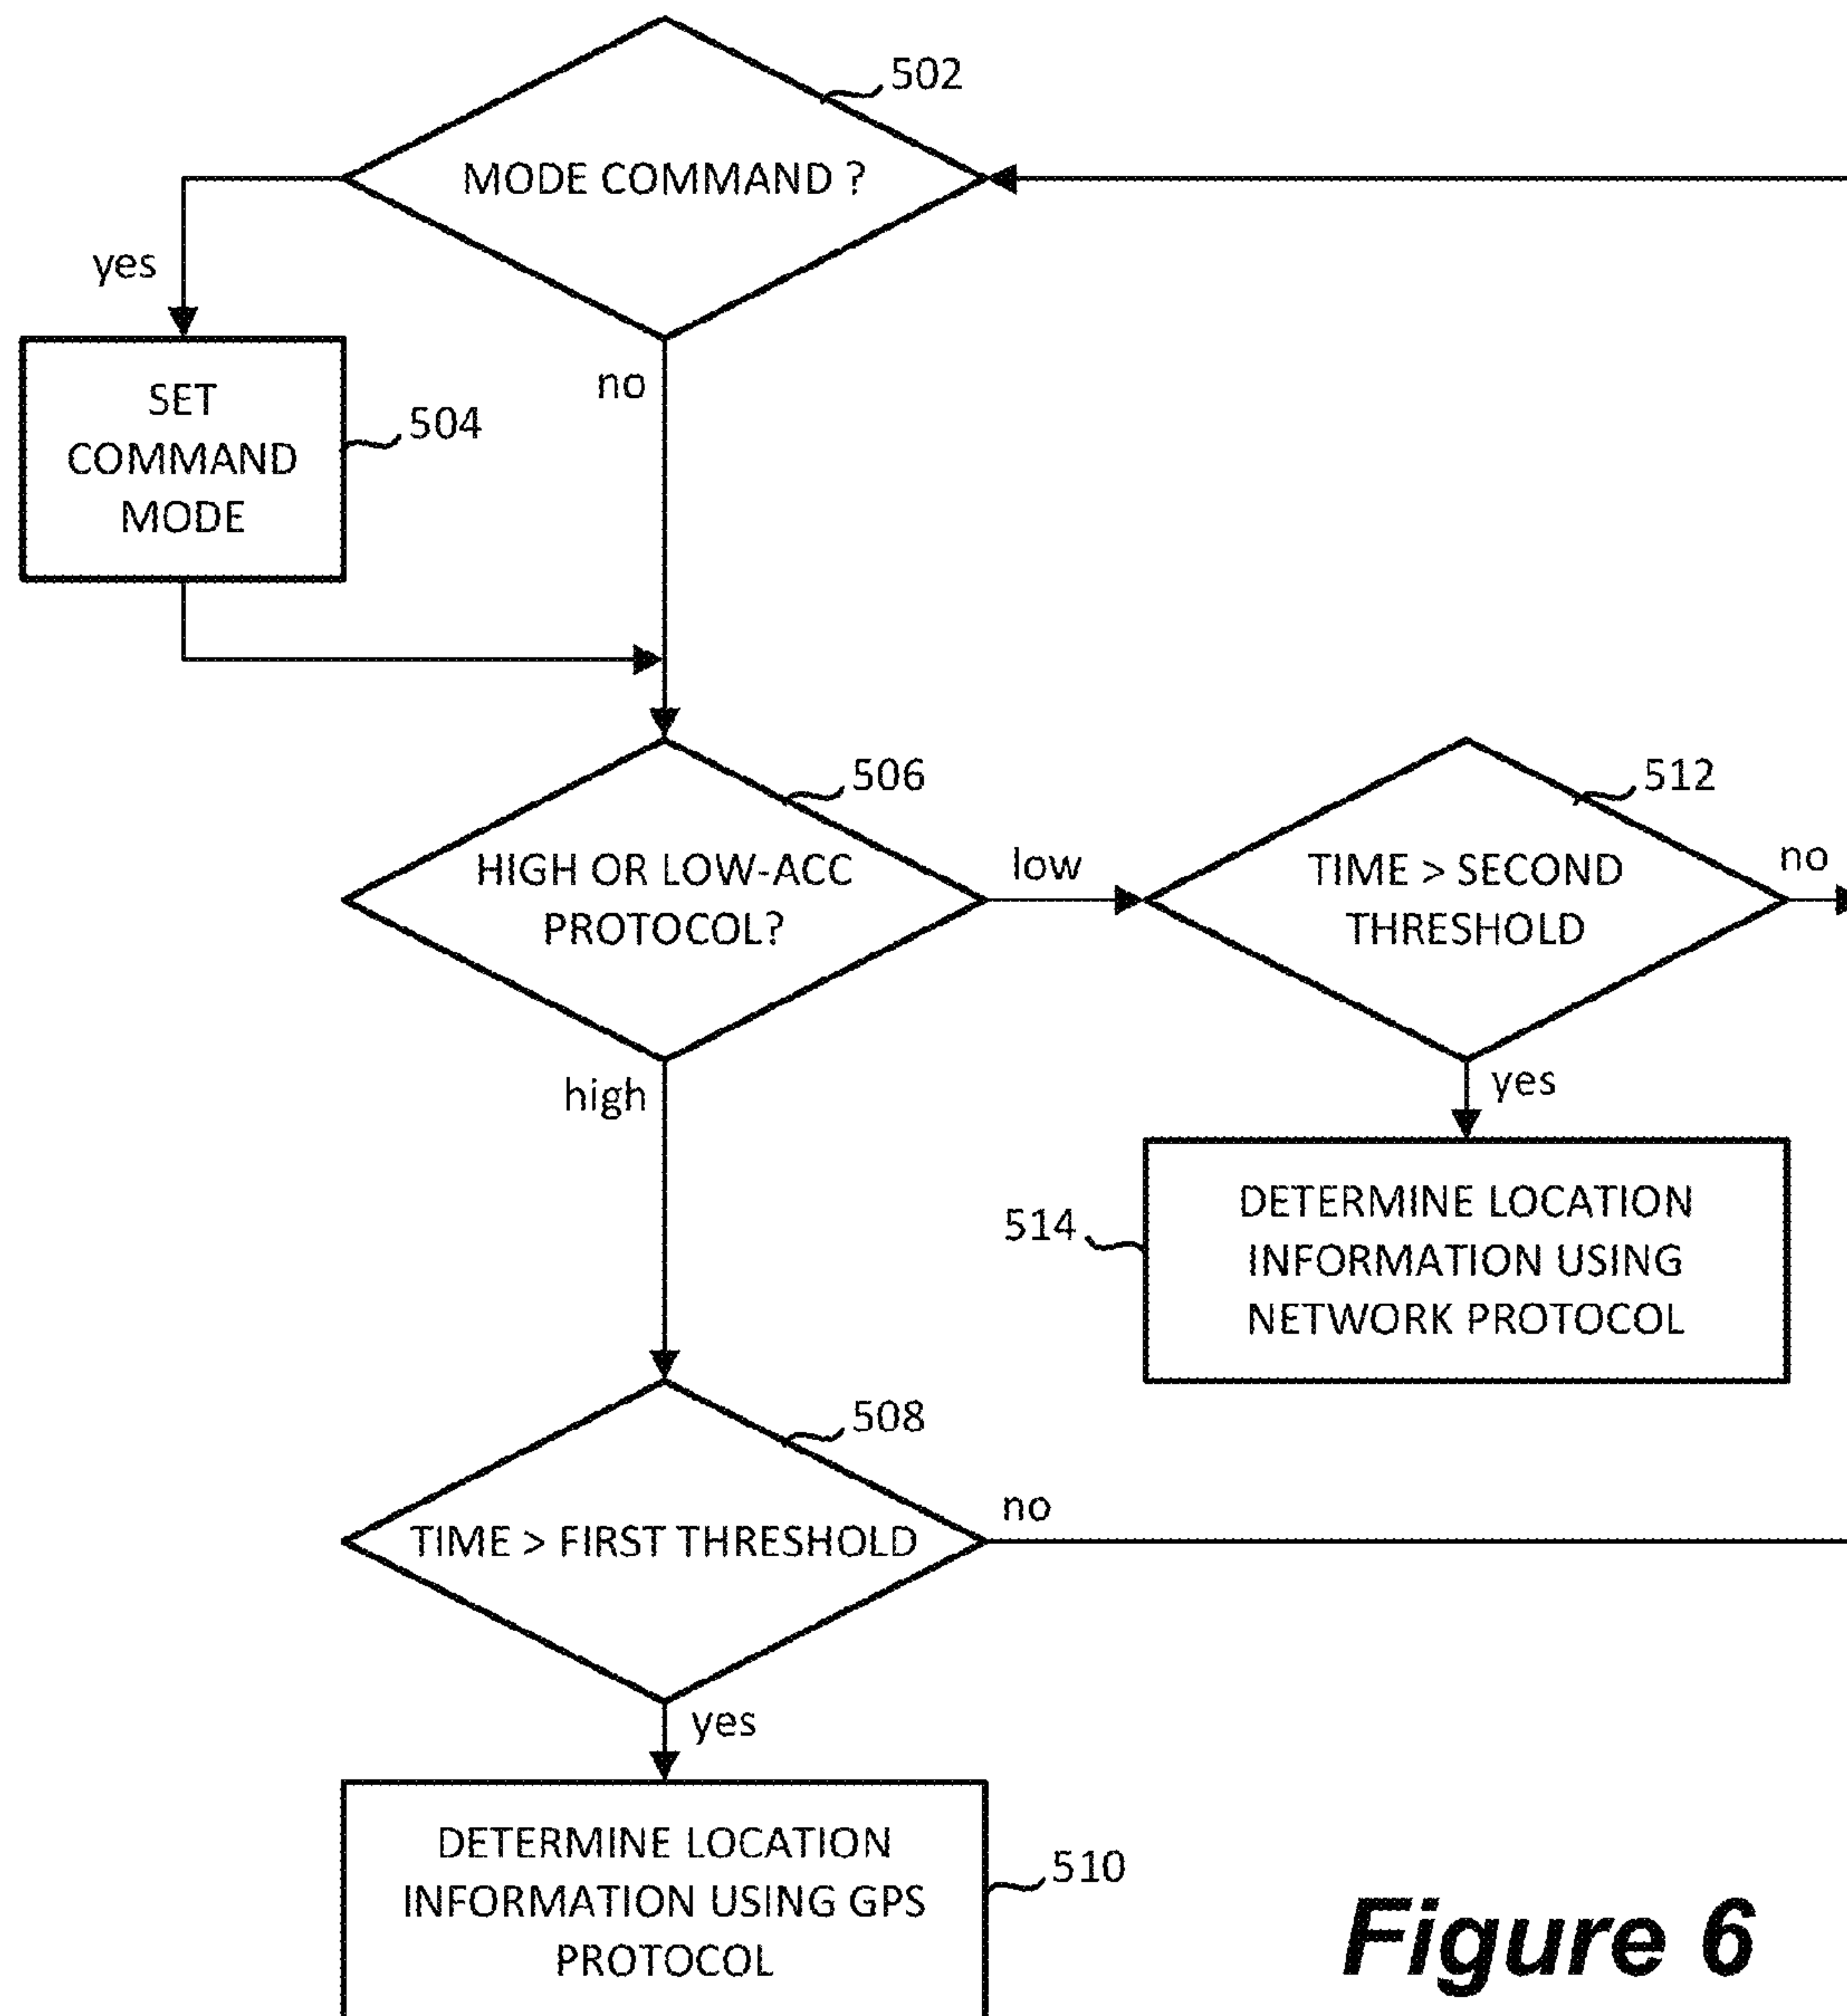 502
MODE COMMAND ?
yes
no
SET
COMMAND
MODE
504
506
HIGH OR LOW-ACC
PROTOCOL?
low
512
TIME > SECOND
THRESHOLD
no
high
yes
514
DETERMINE LOCATION
INFORMATION USING
NETWORK PROTOCOL
508
TIME > FIRST THRESHOLD
no
yes
DETERMINE LOCATION
INFORMATION USING GPS
PROTOCOL
510
Figure 6